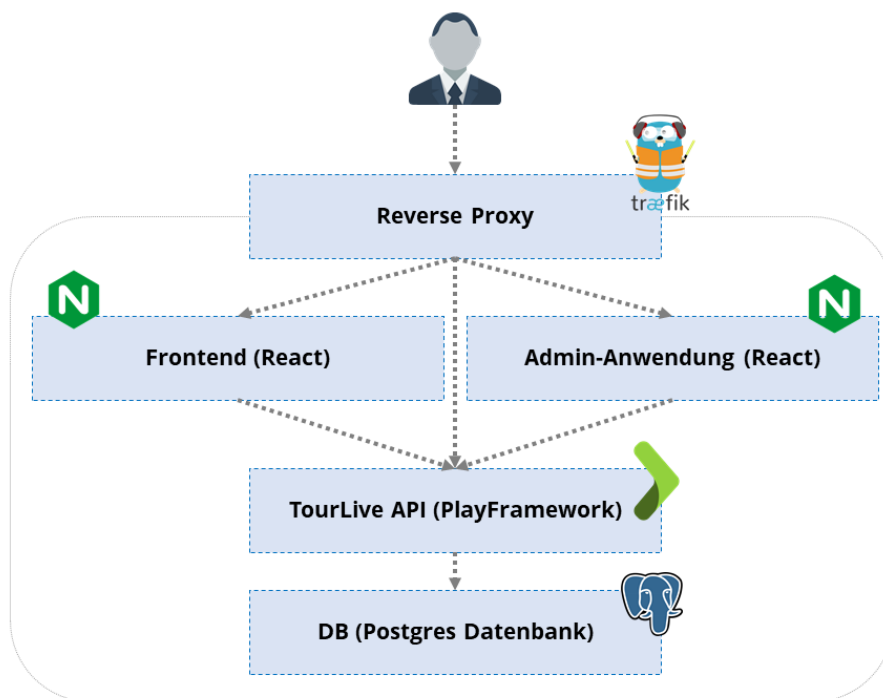 træfik
Reverse Proxy
N
N
Frontend (React)
Admin-Anwendung (React)
TourLive API (PlayFramework)
DB (Postgres Datenbank)